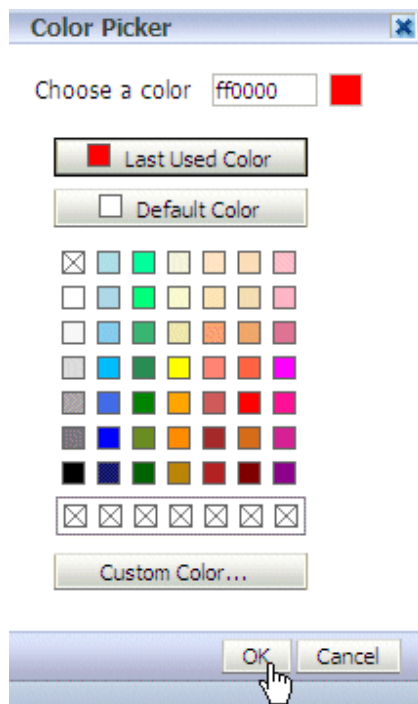 Color Picker
Choose a color ff0000
Last Used Color
Default Color
Custom Color...
OK Cancel